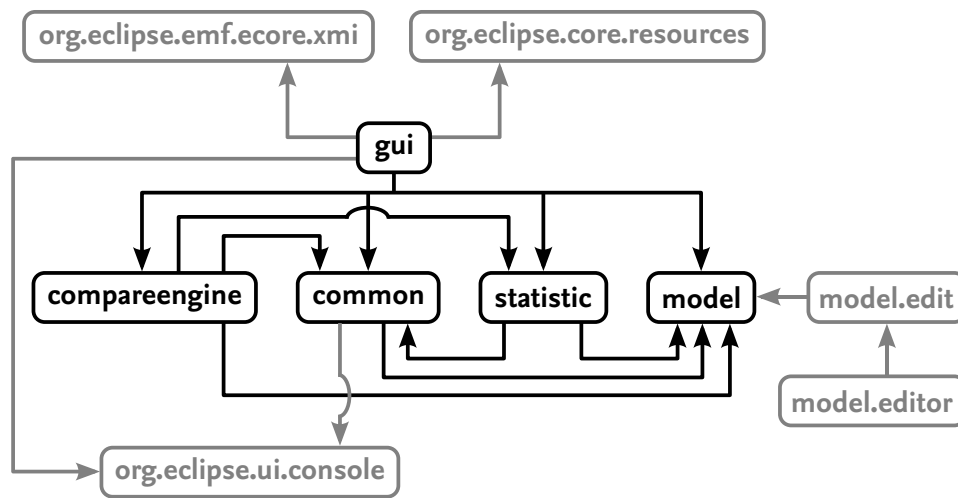 org.eclipse.emf.ecore.xmi
org.eclipse.core.resources
gui
compareengine
common
statistic
model
model.edit
model.editor
org.eclipse.ui.console